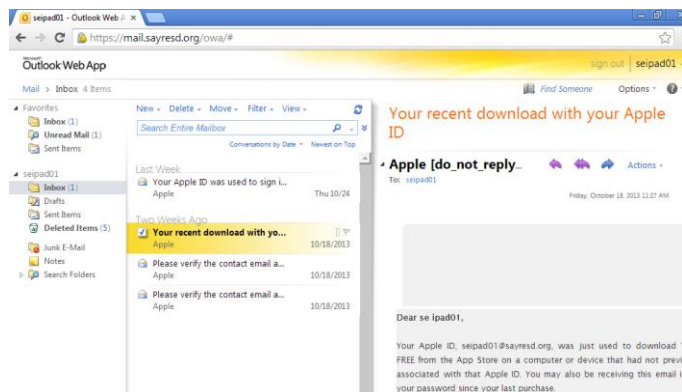 seipad01 - Outlook Web A
https://mail.sayresd.org/owa/#
Microsoft
Outlook Web App
sign out seipad01
Mail > Inbox 4 Items
Find Someone Options
Favorites
Inbox (1)
Unread Mail (1)
Sent Items
seipad01
Inbox (1)
Drafts
Sent Items
Deleted Items (5)
Junk E-Mail
Notes
Search Folders
New Delete Move Filter View
Search Entire Mailbox
Conversations by Date Newest on Top
Last Week
Your Apple ID was used to sign i...
Apple Thu 10/24
Two Weeks Ago
Your recent download with yo...
Apple 10/18/2013
Please verify the contact email a...
Apple 10/18/2013
Please verify the contact email a...
Apple 10/18/2013
Your recent download with your Apple
ID
Apple [do_not_reply...
Actions
To: seipad01
Friday, October 18, 2013 11:27 AM
Dear se ipad01,
Your Apple ID, seipad01@sayresd.org, was just used to download
FREE from the App Store on a computer or device that had not previ
associated with that Apple ID. You may also be receiving this email i
your password since your last purchase.